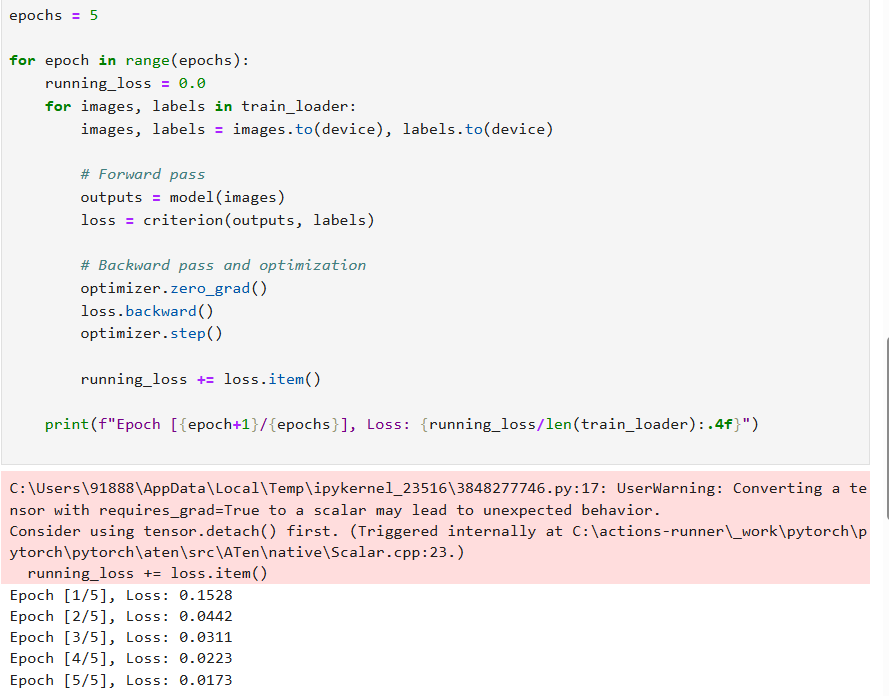 epochs = 5
for epoch in range(epochs):
    running_loss = 0.0
    for images, labels in train_loader:
        images, labels = images.to(device), labels.to(device)
        # Forward pass
        outputs = model(images)
        loss = criterion(outputs, labels)
        # Backward pass and optimization
        optimizer.zero_grad()
        loss.backward()
        optimizer.step()
        running_loss += loss.item()
    print(f"Epoch [{epoch+1}/{epochs}], Loss: {running_loss/len(train_loader):.4f}")
C:\Users\91888\AppData\Local\Temp\ipykernel_23516\3848277746.py:17: UserWarning: Converting a te
nsor with requires_grad=True to a scalar may lead to unexpected behavior.
Consider using tensor.detach() first. (Triggered internally at C:\actions-runner\_work\pytorch\p
ytorch\pytorch\aten\src\ATen\native\Scalar.cpp:23.)
  running_loss += loss.item()
Epoch [1/5], Loss: 0.1528
Epoch [2/5], Loss: 0.0442
Epoch [3/5], Loss: 0.0311
Epoch [4/5], Loss: 0.0223
Epoch [5/5], Loss: 0.0173